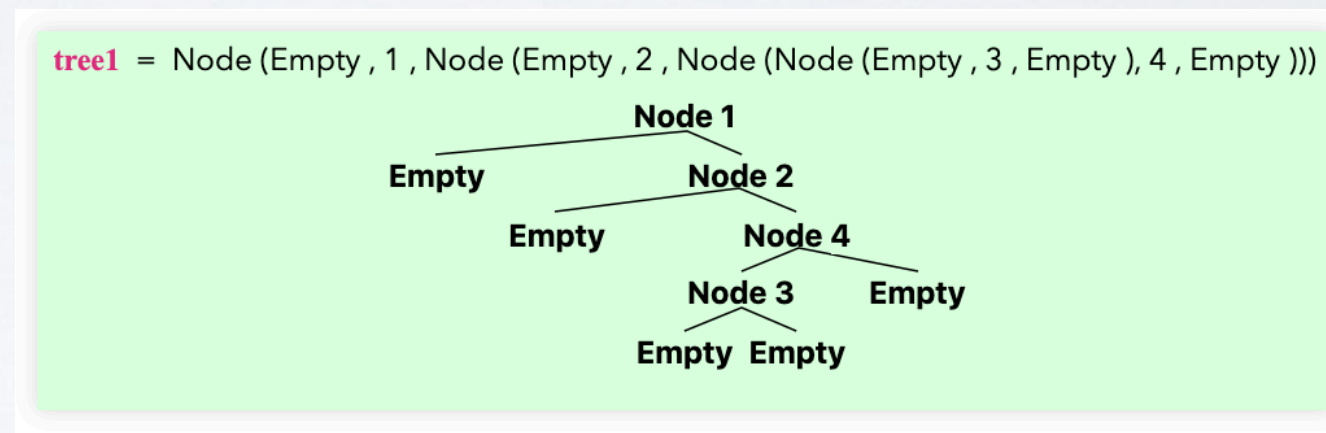 tree1 = Node (Empty , 1 , Node (Empty , 2 , Node (Node (Empty , 3 , Empty ), 4 , Empty )))
Node 1
Empty Node 2
Empty Node 4
Node 3 Empty
Empty Empty